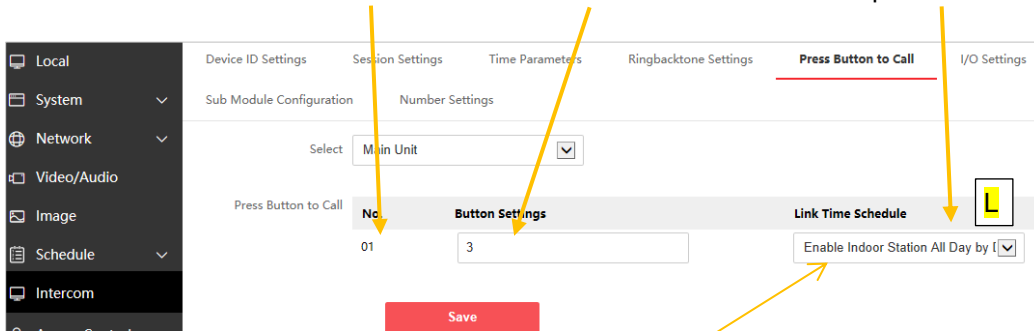 Local
System
Network
Video/Audio
Image
Schedule
Intercom
Device ID Settings Session Settings Time Parameters Ringbacktone Settings Press Button to Call I/O Settings
Sub Module Configuration Number Settings
Select Main Unit
Press Button to Call
No. Button Settings Link Time Schedule L
01 3 Enable Indoor Station All Day by
Save